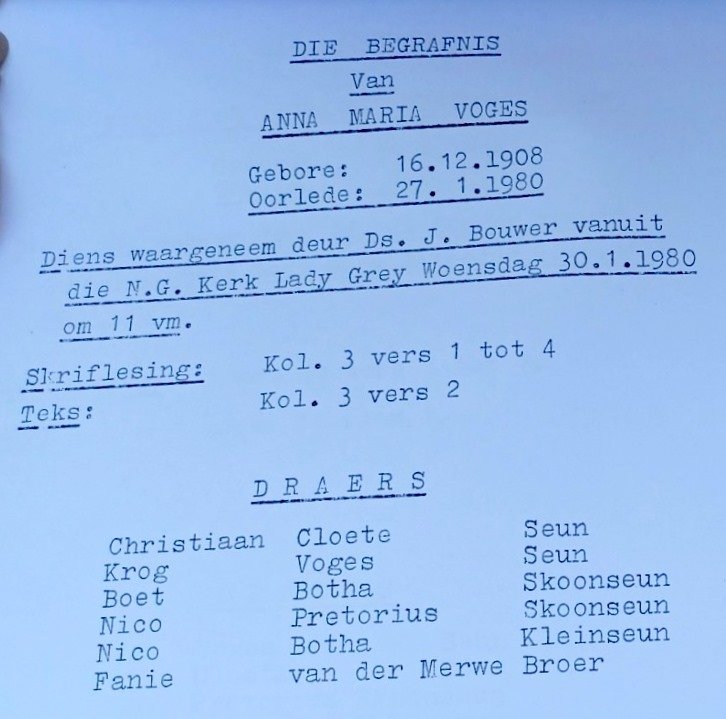 DIE BEGRAFNIS
Van
ANNA MARIA VOGES
Gebore: 16.12.1908
Oorlede: 27. 1.1980
Diens waargeneem deur Ds. J. Bouwer vanuit
die N.G. Kerk Lady Grey Woensdag 30.1.1980
om 11 vm.
Skriflesing: Kol. 3 vers 1 tot 4
Teks: Kol. 3 vers 2
D R A E R S
Christiaan Cloete Seun
Krog Voges Seun
Boet Botha Skoonseun
Nico Pretorius Skoonseun
Nico Botha Kleinseun
Fanie van der Merwe Broer